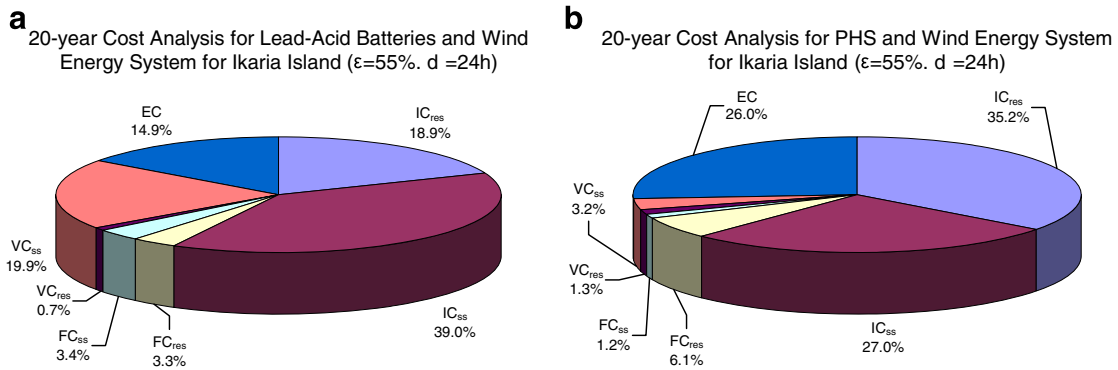 a
20-year Cost Analysis for Lead-Acid Batteries and Wind
Energy System for Ikaria Island (ε=55%. d =24h)
EC
14.9%
ICres
18.9%
VCss
19.9%
VCres
0.7%
FCss
3.4%
FCres
3.3%
ICss
39.0%
b
20-year Cost Analysis for PHS and Wind Energy System
for Ikaria Island (ε=55%. d =24h)
EC
26.0%
ICres
35.2%
VCss
3.2%
VCres
1.3%
FCss
1.2%
FCres
6.1%
ICss
27.0%